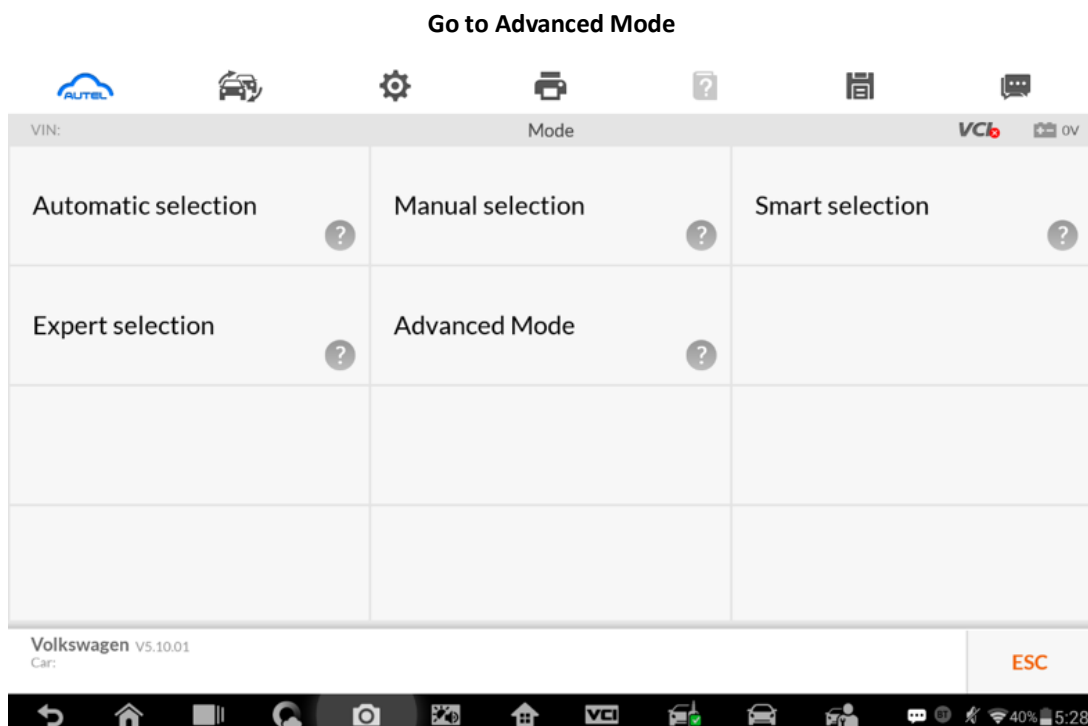 Go to Advanced Mode
AUTEL
VIN:
Mode
VCI
0V
Automatic selection
Manual selection
Smart selection
Expert selection
Advanced Mode
Volkswagen V5.10.01
Car:
ESC
VCI
40%
5:29